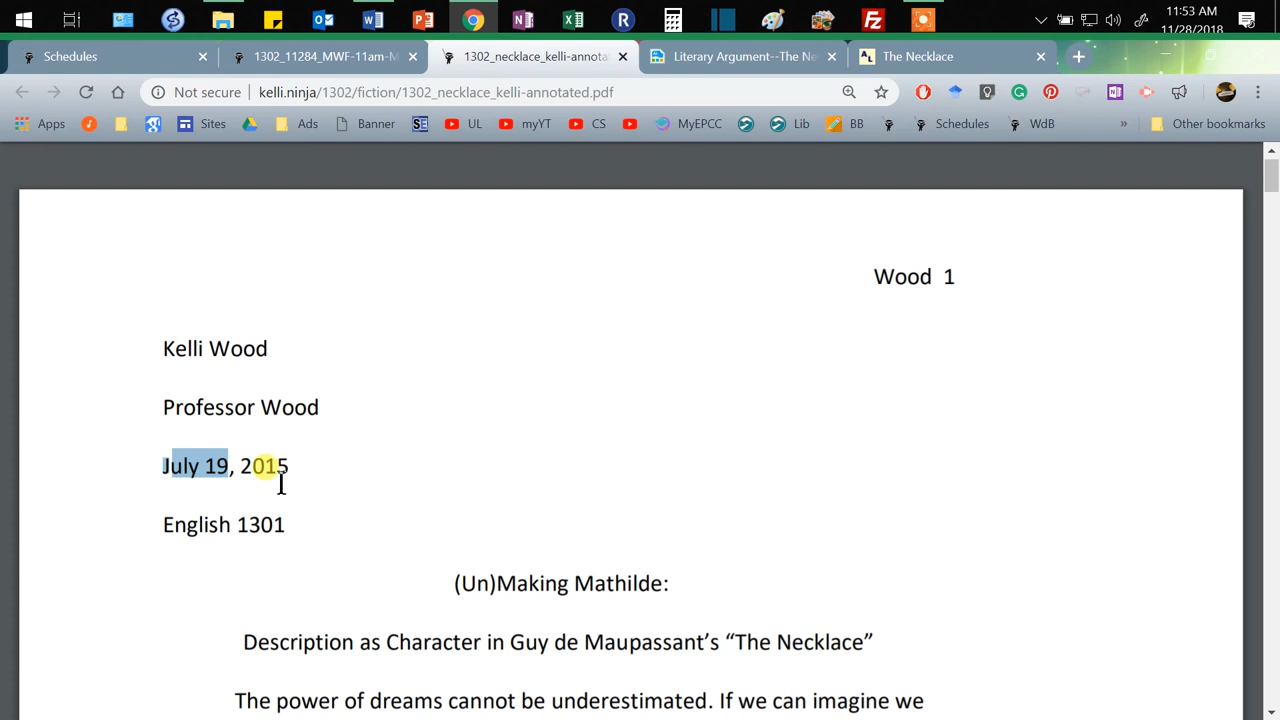 11:53 AM
11/28/2018
Schedules
1302_11284_MWF-11am-M
1302_necklace_kelli-annotat
Literary Argument--The Ne
The Necklace
Not secure kelli.ninja/1302/fiction/1302_necklace_kelli-annotated.pdf
Apps Sites Ads Banner SE UL myYT CS MyEPCC Lib BB Schedules WdB » Other bookmarks
Wood 1
Kelli Wood
Professor Wood
July 19, 2015
English 1301
(Un)Making Mathilde:
Description as Character in Guy de Maupassant’s “The Necklace”
The power of dreams cannot be underestimated. If we can imagine we